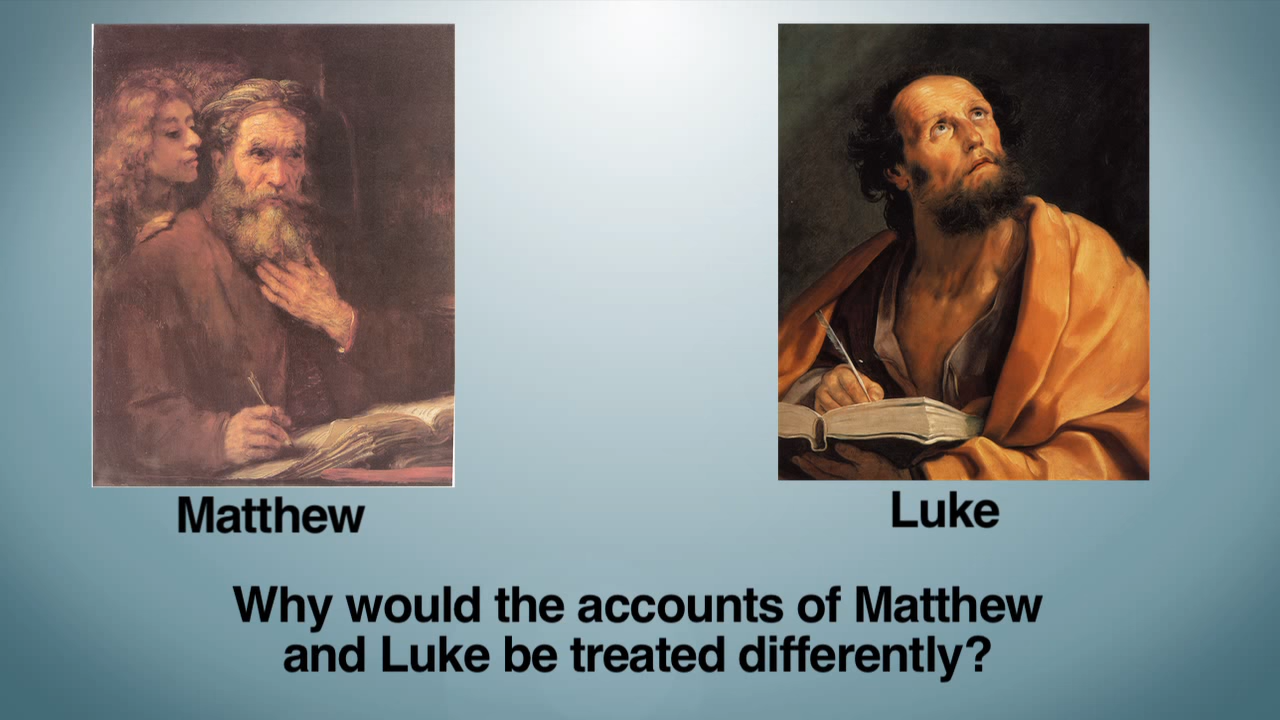 Matthew
Luke
Why would the accounts of Matthew
and Luke be treated differently?